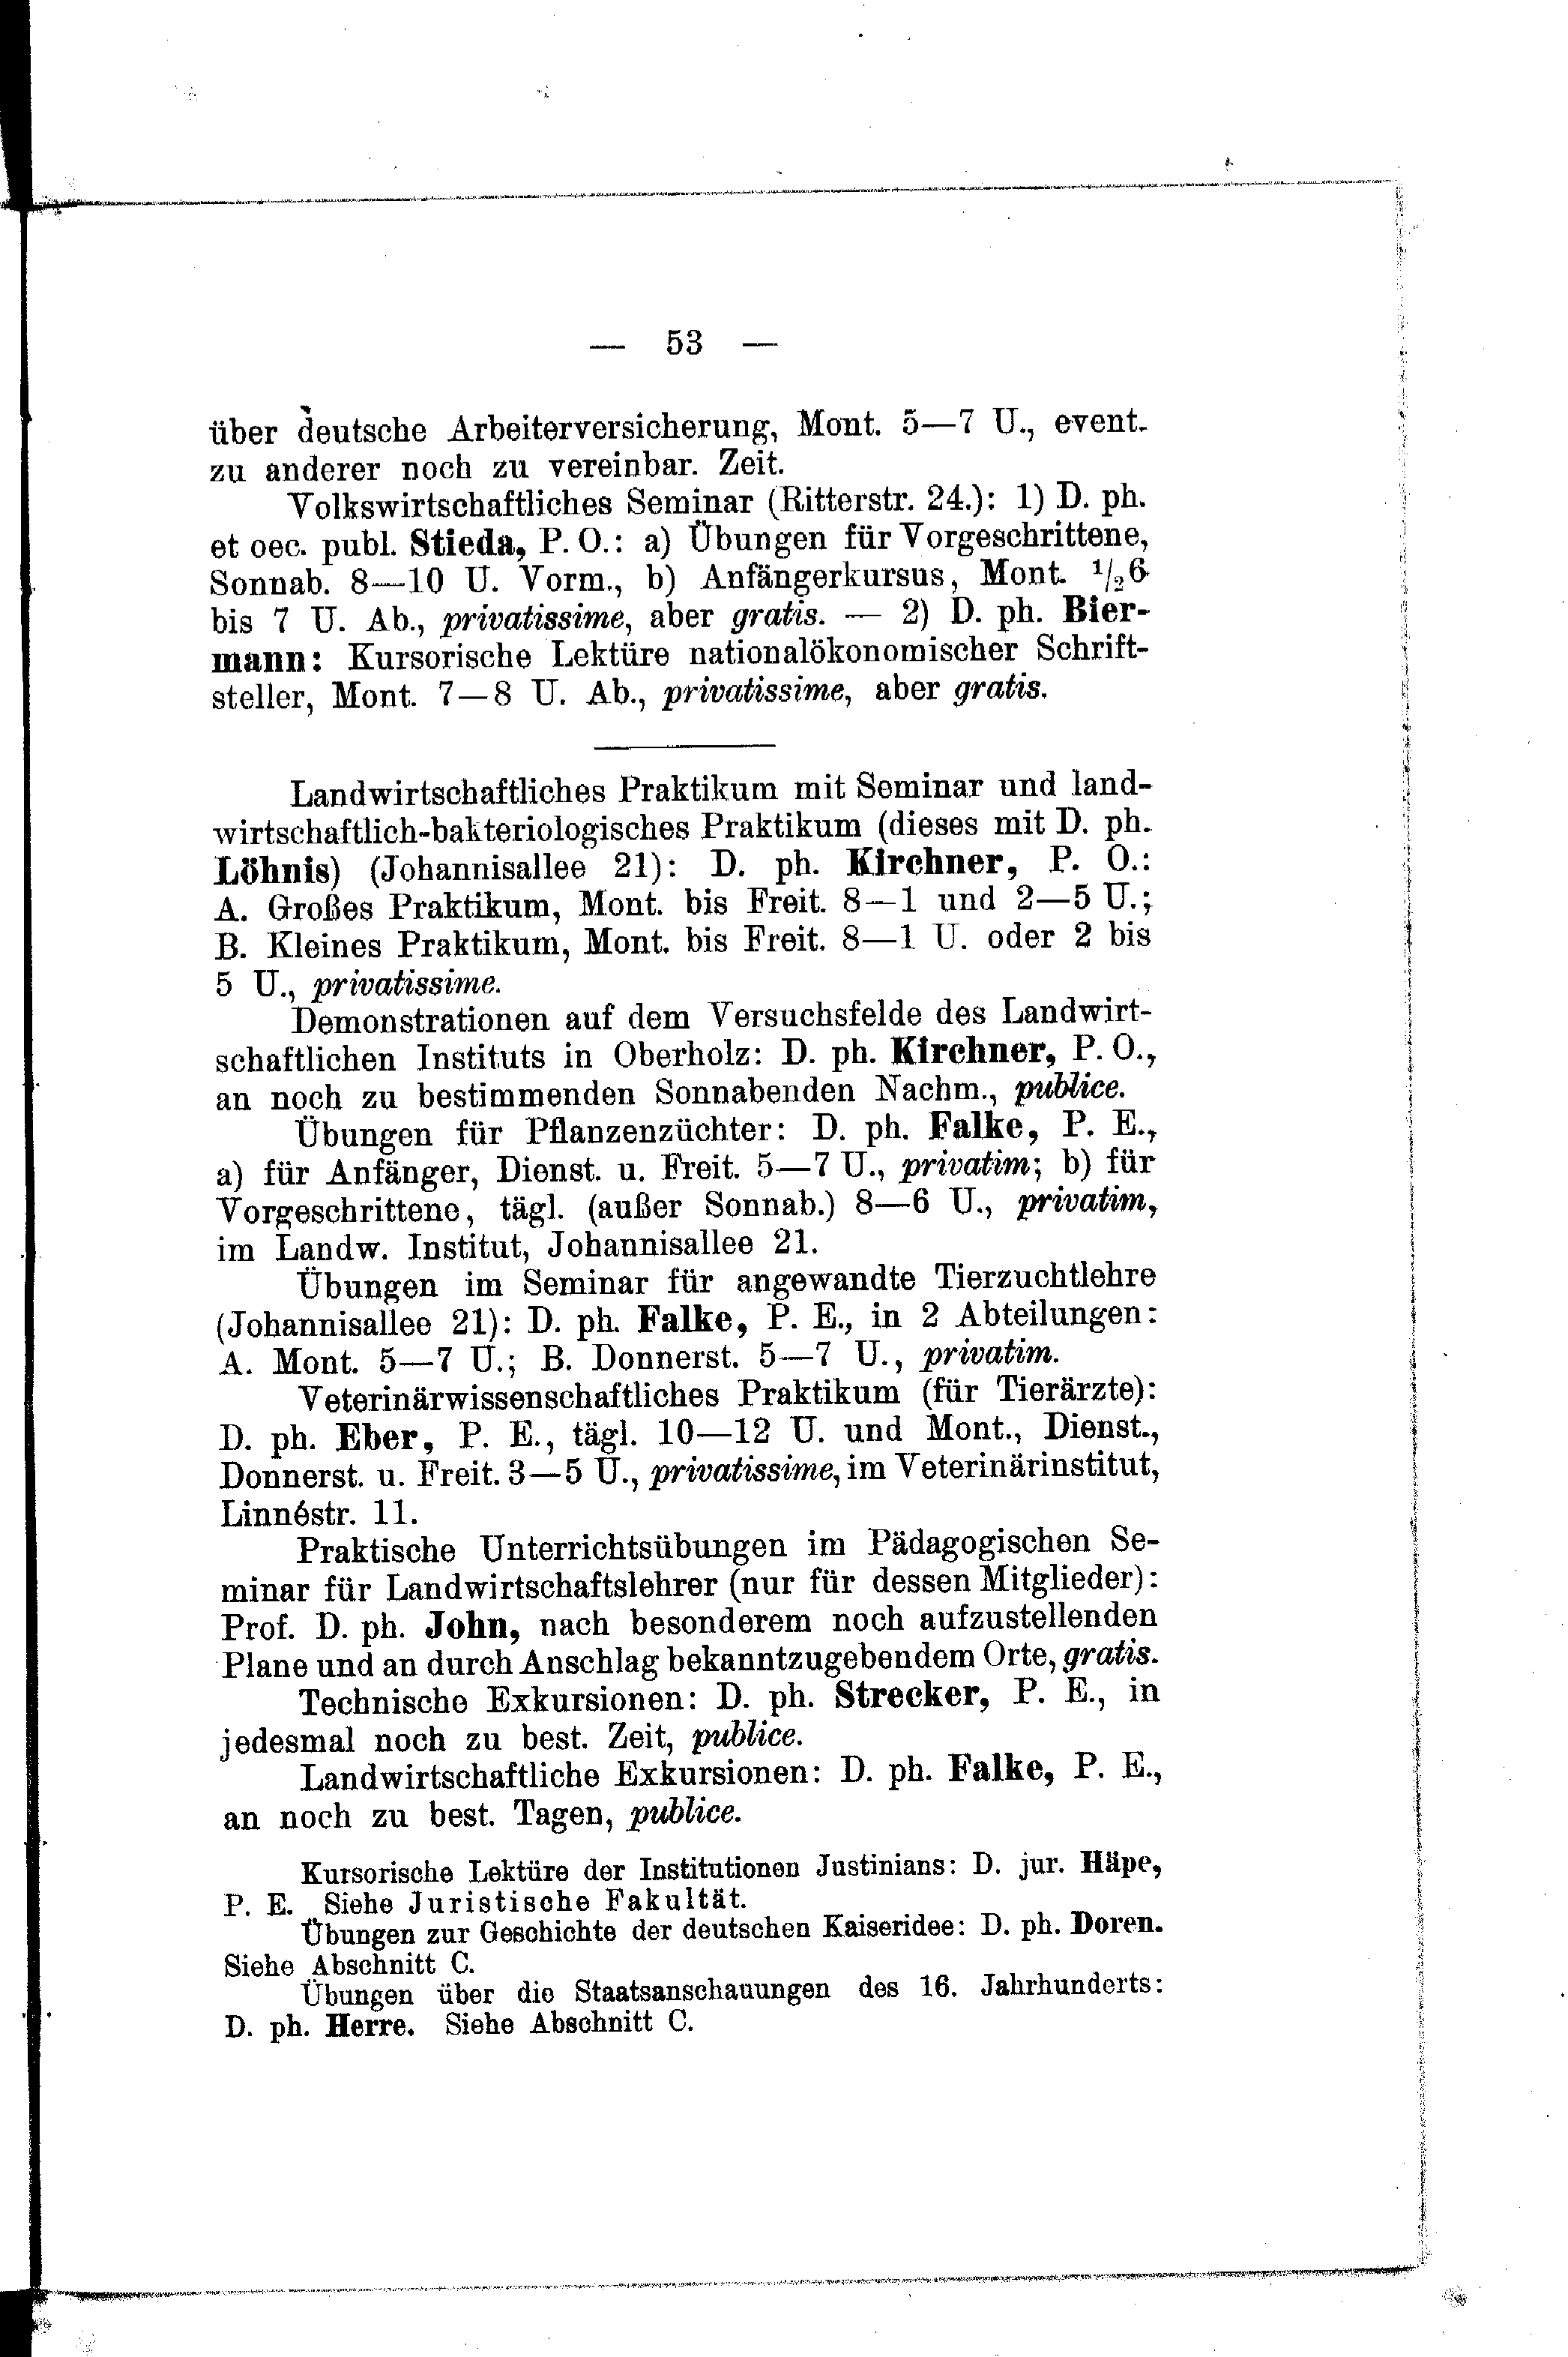 — 53 —
über deutsche Arbeiterversicherung, Mont. 5—7 U., event.
zu anderer noch zu vereinbar. Zeit.
Volkswirtschaftliches Seminar (Ritterstr. 24.): 1) D. ph.
et oec. publ. Stieda, P. O.: a) Übungen für Vorgeschrittene,
Sonnab. 8—10 U. Vorm., b) Anfängerkursus, Mont. 1/26
bis 7 U. Ab., privatissime, aber gratis. — 2) D. ph. Bier-
mann: Kursorische Lektüre nationalökonomischer Schrift-
steller, Mont. 7—8 U. Ab., privatissime, aber gratis.
Landwirtschaftliches Praktikum mit Seminar und land-
wirtschaftlich-bakteriologisches Praktikum (dieses mit D. ph.
Löhnis) (Johannisallee 21): D. ph. Kirchner, P. O.:
A. Großes Praktikum, Mont. bis Freit. 8—1 und 2—5 U.;
B. Kleines Praktikum, Mont. bis Freit. 8—1 U. oder 2 bis
5 U., privatissime.
Demonstrationen auf dem Versuchsfelde des Landwirt-
schaftlichen Instituts in Oberholz: D. ph. Kirchner, P. O.,
an noch zu bestimmenden Sonnabenden Nachm., publice.
Übungen für Pflanzenzüchter: D. ph. Falke, P. E.,
a) für Anfänger, Dienst. u. Freit. 5—7 U., privatim; b) für
Vorgeschrittene, tägl. (außer Sonnab.) 8—6 U., privatim,
im Landw. Institut, Johannisallee 21.
Übungen im Seminar für angewandte Tierzuchtlehre
(Johannisallee 21): D. ph. Falke, P. E., in 2 Abteilungen:
A. Mont. 5—7 U.; B. Donnerst. 5—7 U., privatim.
Veterinärwissenschaftliches Praktikum (für Tierärzte):
D. ph. Eber, P. E., tägl. 10—12 U. und Mont., Dienst.,
Donnerst. u. Freit. 3—5 U., privatissime, im Veterinärinstitut,
Linnéstr. 11.
Praktische Unterrichtsübungen im Pädagogischen Se-
minar für Landwirtschaftslehrer (nur für dessen Mitglieder):
Prof. D. ph. John, nach besonderem noch aufzustellenden
Plane und an durch Anschlag bekanntzugebendem Orte, gratis.
Technische Exkursionen: D. ph. Strecker, P. E., in
jedesmal noch zu best. Zeit, publice.
Landwirtschaftliche Exkursionen: D. ph. Falke, P. E.,
an noch zu best. Tagen, publice.
Kursorische Lektüre der Institutionen Justinians: D. jur. Häpe,
P. E. Siehe Juristische Fakultät.
Übungen zur Geschichte der deutschen Kaiseridee: D. ph. Doren.
Siehe Abschnitt C.
Übungen über die Staatsanschauungen des 16. Jahrhunderts:
D. ph. Herre. Siehe Abschnitt C.